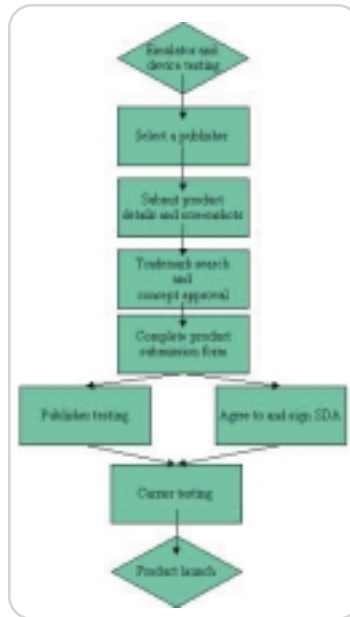 Emulator and
device testing
Select a publisher
Submit product
details and screenshots
Trademark search
and
concept approval
Complete product
submission form
Publisher testing
Agree to and sign SDA
Carrier testing
Product launch